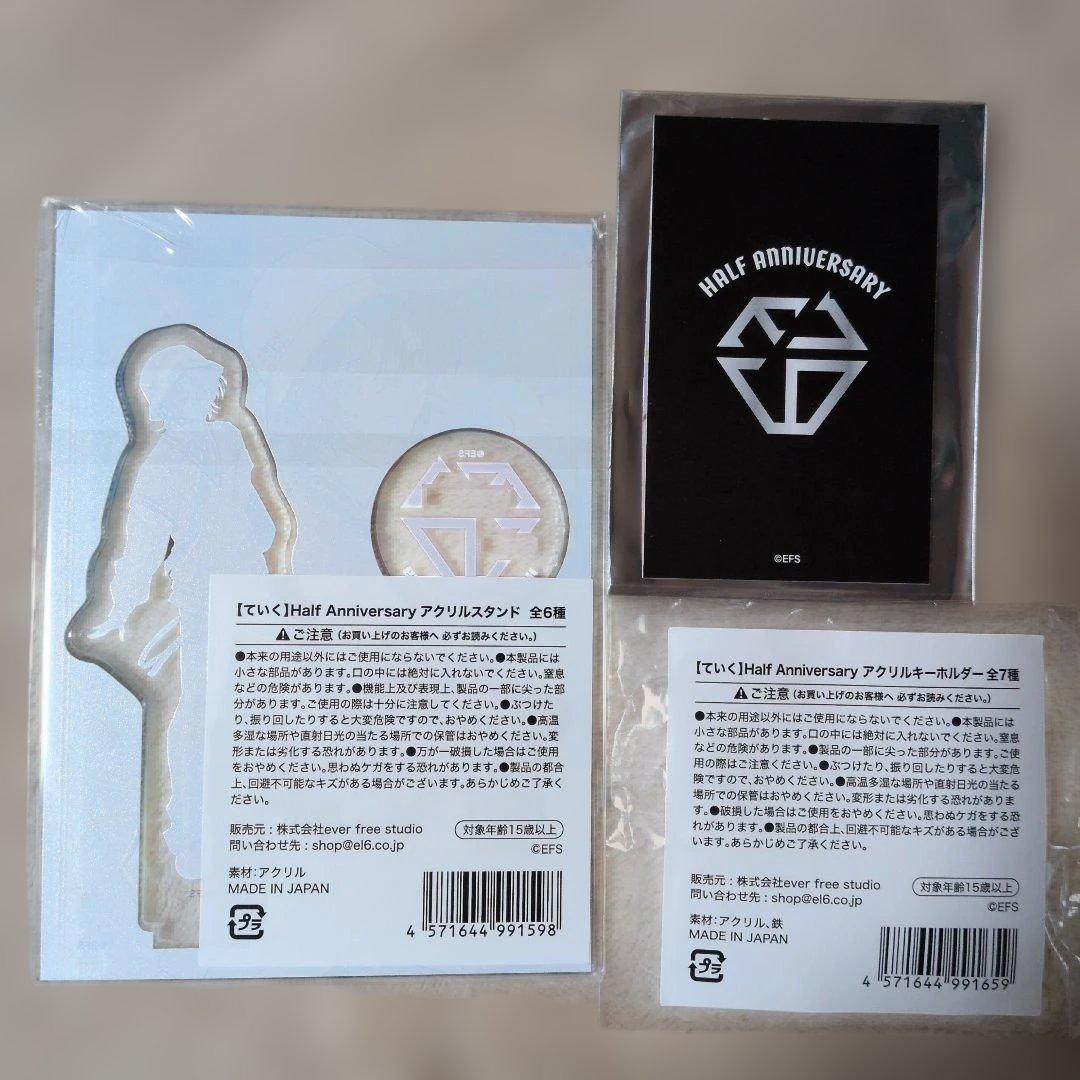 HALF ANNIVERSARY
©EFS
©EFS
【ていく】Half Anniversary アクリルスタンド 全6種
⚠ご注意（お買い上げのお客様へ 必ずお読みください。）
●本来の用途以外にはご使用にならないでください。●本製品には
小さな部品があります。口の中には絶対に入れないでください。窒息
などの危険があります。●機能上及び表現上、製品の一部に尖った部
分があります。ご使用の際は十分に注意してください。●ぶつけた
り、振り回したりすると大変危険ですので、おやめください。●高温
多湿な場所や直射日光の当たる場所での保管はおやめください。変
形または劣化する恐れがあります。●万が一破損した場合はご使用
をおやめください。思わぬケガをする恐れがあります。●製品の都合
上、回避不可能なキズがある場合がございます。あらかじめご了承く
ださい。
販売元：株式会社ever free studio
対象年齢15歳以上
問い合わせ先：shop@el6.co.jp
©EFS
素材：アクリル
MADE IN JAPAN
プラ
4 571644 991598
【ていく】Half Anniversary アクリルキーホルダー 全7種
⚠ご注意（お買い上げのお客様へ 必ずお読みください。）
●本来の用途以外にはご使用にならないでください。●本製品には
小さな部品があります。口の中には絶対に入れないでください。窒息
などの危険があります。●製品の一部に尖った部分があります。ご使
用の際はご注意ください。●ぶつけたり、振り回したりすると大変危
険ですので、おやめください。●高温多湿な場所や直射日光の当たる
場所での保管はおやめください。変形または劣化する恐れがありま
す。●破損した場合はご使用をおやめください。思わぬケガをする恐
れがあります。●製品の都合上、回避不可能なキズがある場合がござ
います。あらかじめご了承ください。
販売元：株式会社ever free studio
対象年齢15歳以上
問い合わせ先：shop@el6.co.jp
©EFS
素材：アクリル、鉄
MADE IN JAPAN
プラ
4 571644 991659